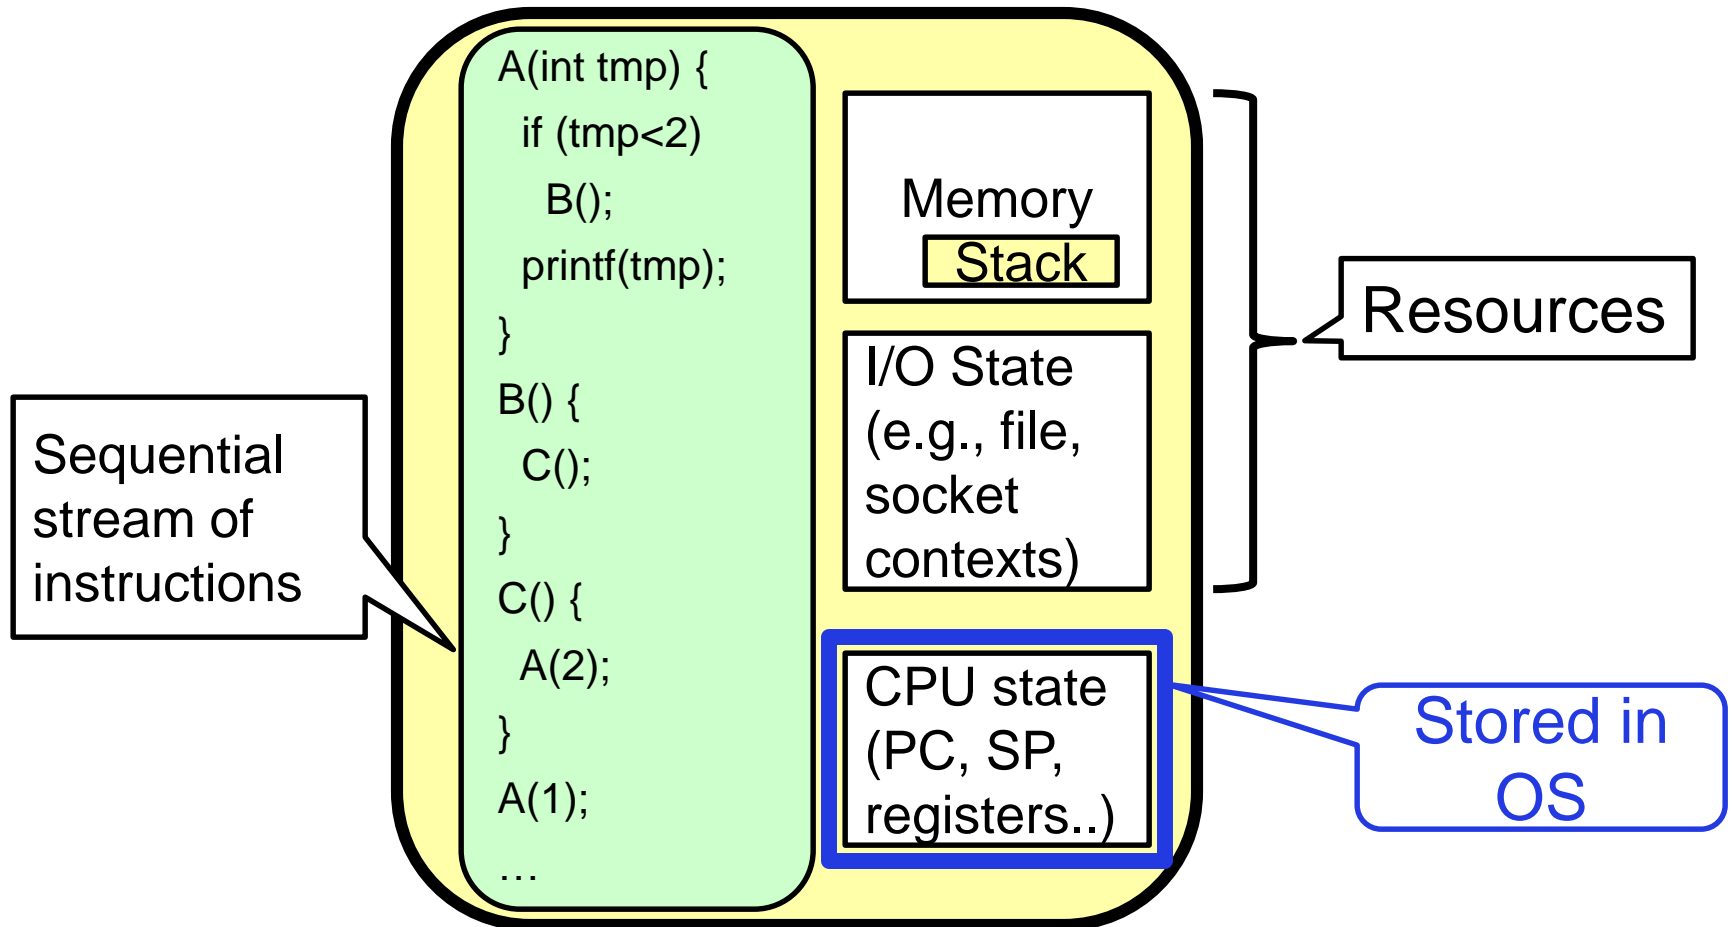 A(int tmp) {
if (tmp<2)
B();
printf(tmp);
}
B() {
C();
}
C() {
A(2);
}
A(1);
…
Sequential
stream of
instructions
Memory
Stack
I/O State
(e.g., file,
socket
contexts)
CPU state
(PC, SP,
registers..)
Resources
Stored in
OS